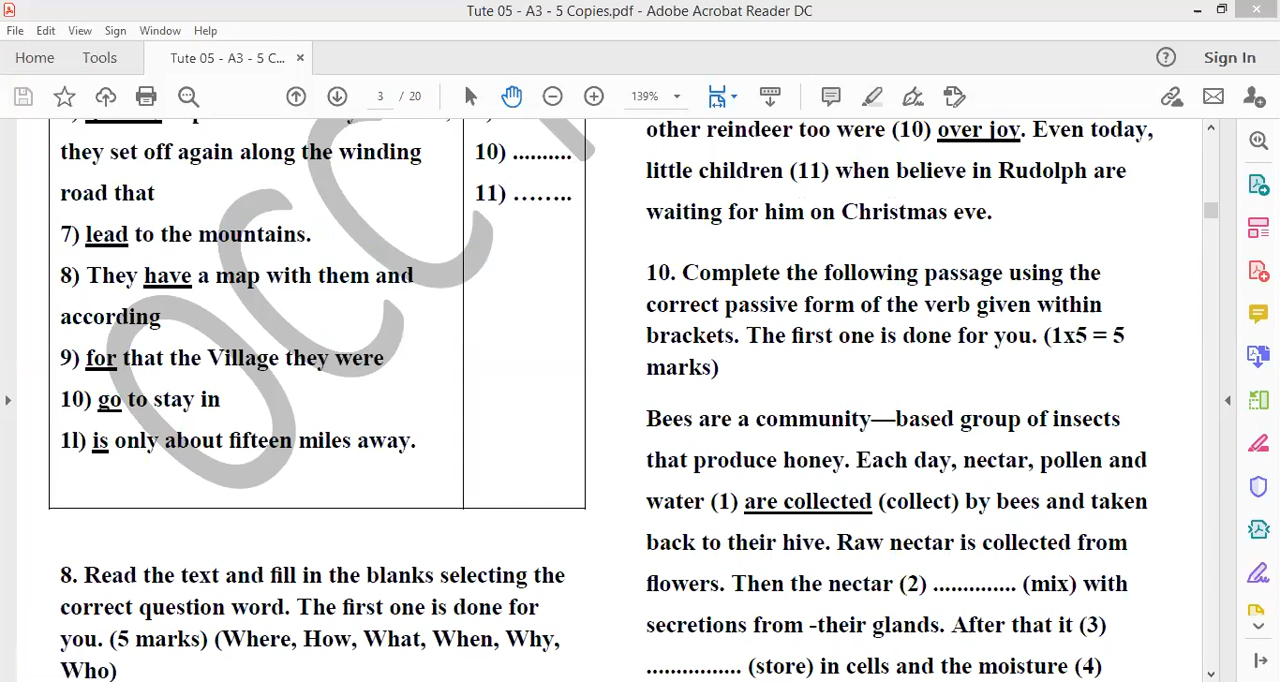 Tute 05 - A3 - 5 Copies.pdf - Adobe Acrobat Reader DC
File Edit View Sign Window Help
Home Tools Tute 05 - A3 - 5 C... × Sign In
3 / 20 139%
they set off again along the winding
road that
7) lead to the mountains.
8) They have a map with them and
according
9) for that the Village they were
10) go to stay in
1l) is only about fifteen miles away.
10) ..........
11) ........
8. Read the text and fill in the blanks selecting the
correct question word. The first one is done for
you. (5 marks) (Where, How, What, When, Why,
Who)
other reindeer too were (10) over joy. Even today,
little children (11) when believe in Rudolph are
waiting for him on Christmas eve.
10. Complete the following passage using the
correct passive form of the verb given within
brackets. The first one is done for you. (1x5 = 5
marks)
Bees are a community—based group of insects
that produce honey. Each day, nectar, pollen and
water (1) are collected (collect) by bees and taken
back to their hive. Raw nectar is collected from
flowers. Then the nectar (2) .............. (mix) with
secretions from -their glands. After that it (3)
................ (store) in cells and the moisture (4)